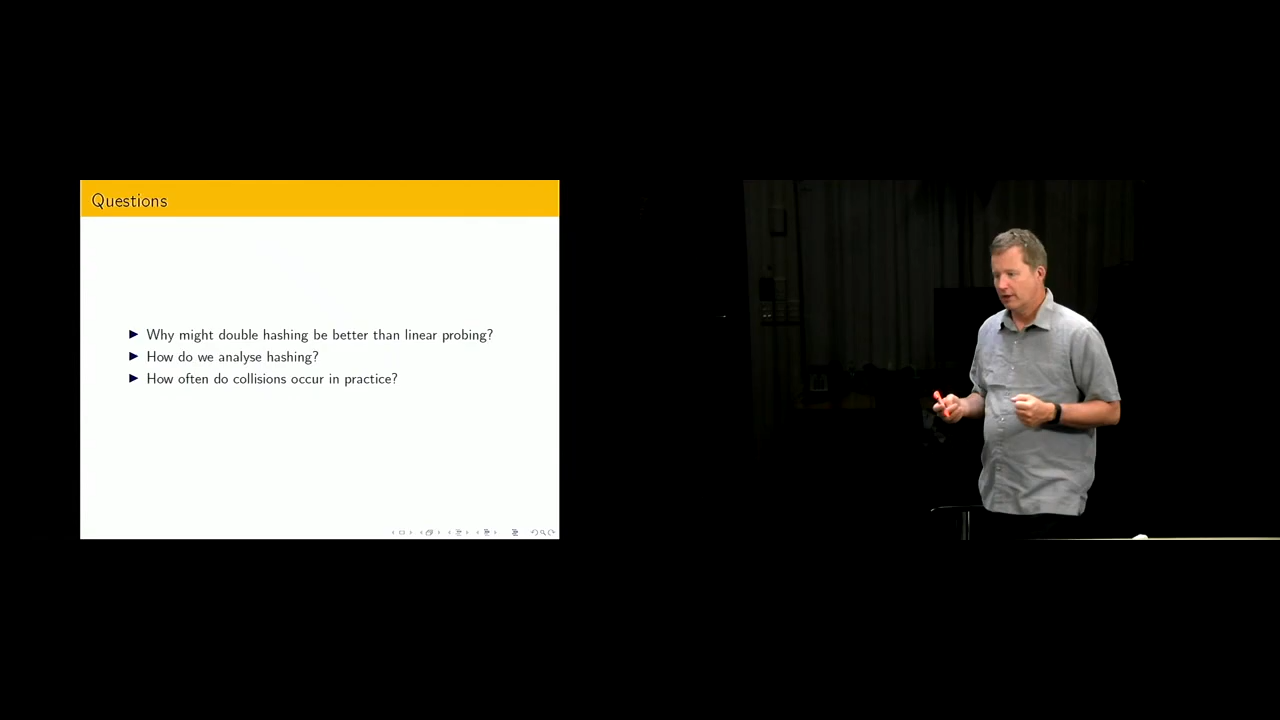 Questions
Why might double hashing be better than linear probing?
How do we analyse hashing?
How often do collisions occur in practice?